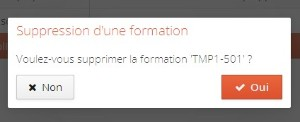 Suppression d'une formation
Voulez-vous supprimer la formation 'TMP1-501' ?
Non
Oui